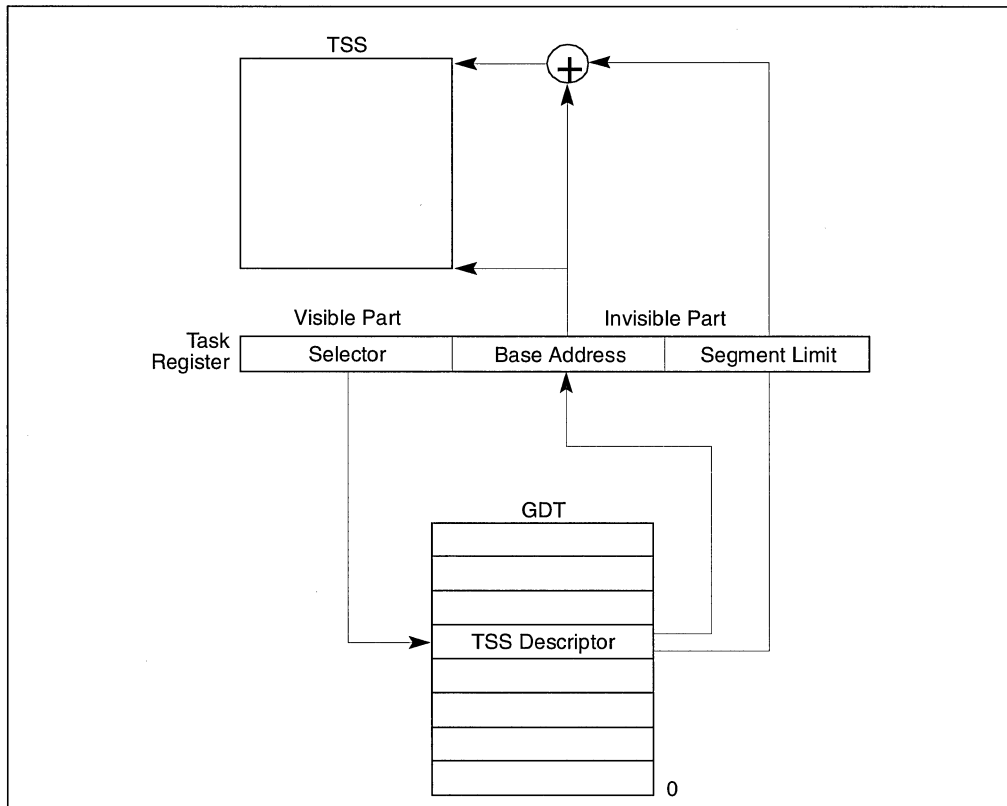 TSS
+
Visible Part
Invisible Part
Task
Register
Selector
Base Address
Segment Limit
GDT
TSS Descriptor
0